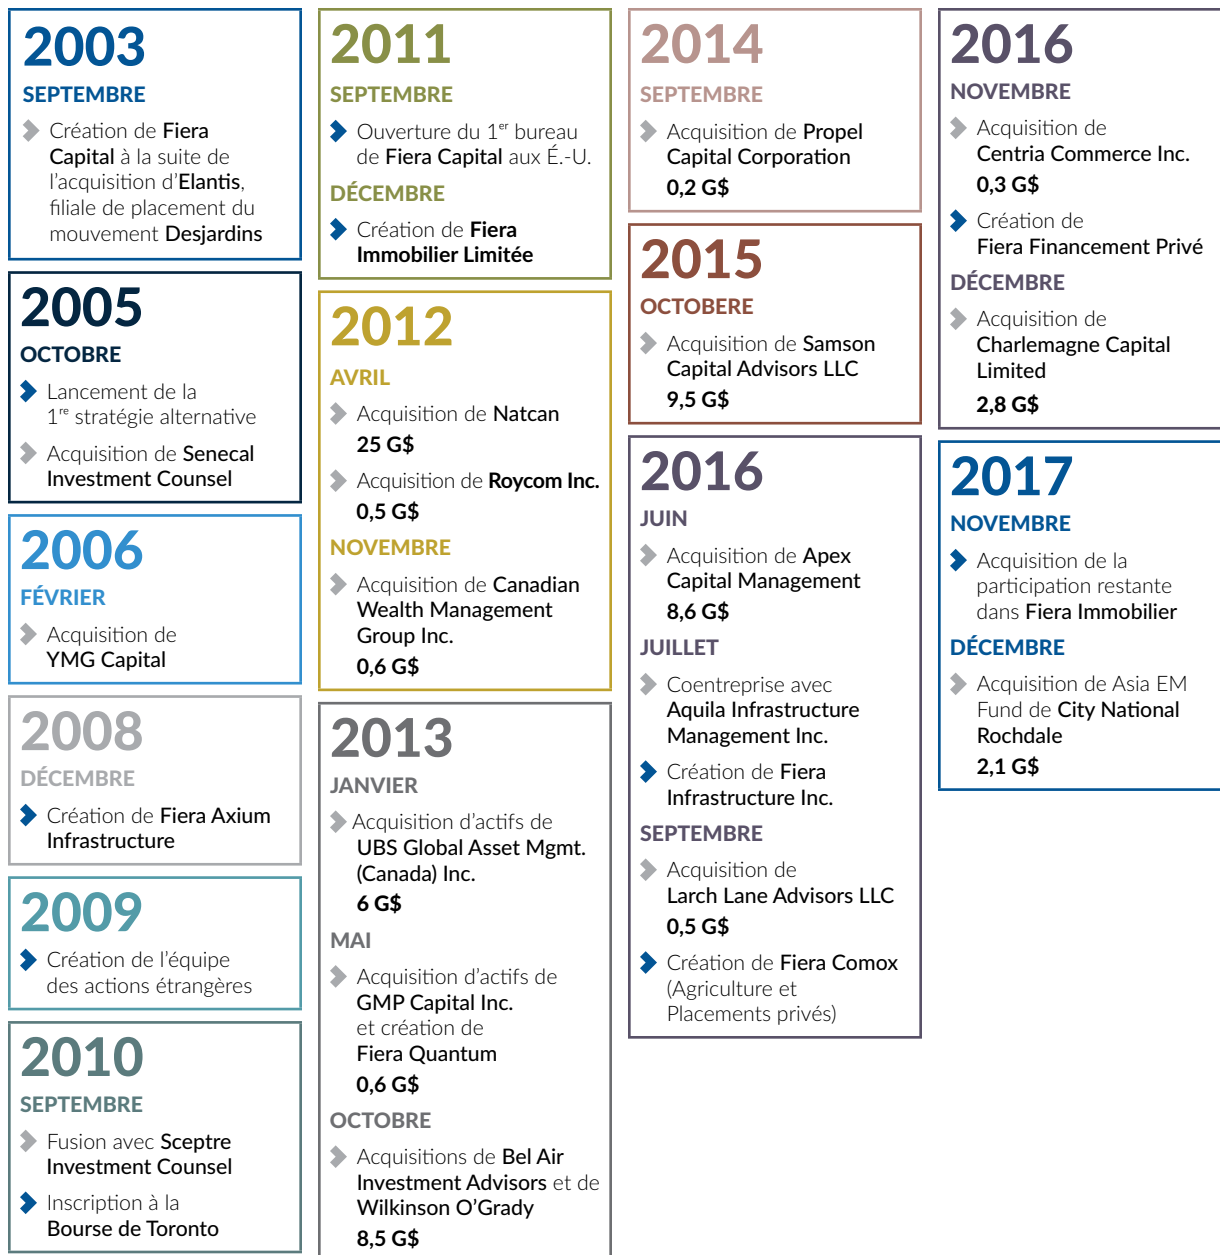 2003
SEPTEMBRE
Création de Fiera
Capital à la suite de
l'acquisition d'Elantis,
filiale de placement du
mouvement Desjardins
2005
OCTOBRE
Lancement de la
1re stratégie alternative
Acquisition de Senecal
Investment Counsel
2006
FÉVRIER
Acquisition de
YMG Capital
2008
DÉCEMBRE
Création de Fiera Axium
Infrastructure
2009
Création de l'équipe
des actions étrangères
2010
SEPTEMBRE
Fusion avec Sceptre
Investment Counsel
Inscription à la
Bourse de Toronto
2011
SEPTEMBRE
Ouverture du 1er bureau
de Fiera Capital aux É.-U.
DÉCEMBRE
Création de Fiera
Immobilier Limitée
2012
AVRIL
Acquisition de Natcan
25 G$
Acquisition de Roycom Inc.
0,5 G$
NOVEMBRE
Acquisition de Canadian
Wealth Management
Group Inc.
0,6 G$
2013
JANVIER
Acquisition d'actifs de
UBS Global Asset Mgmt.
(Canada) Inc.
6 G$
MAI
Acquisition d'actifs de
GMP Capital Inc.
et création de
Fiera Quantum
0,6 G$
OCTOBRE
Acquisitions de Bel Air
Investment Advisors et de
Wilkinson O'Grady
8,5 G$
2014
SEPTEMBRE
Acquisition de Propel
Capital Corporation
0,2 G$
2015
OCTOBERE
Acquisition de Samson
Capital Advisors LLC
9,5 G$
2016
JUIN
Acquisition de Apex
Capital Management
8,6 G$
JUILLET
Coentreprise avec
Aquila Infrastructure
Management Inc.
Création de Fiera
Infrastructure Inc.
SEPTEMBRE
Acquisition de
Larch Lane Advisors LLC
0,5 G$
Création de Fiera Comox
(Agriculture et
Placements privés)
2016
NOVEMBRE
Acquisition de
Centria Commerce Inc.
0,3 G$
Création de
Fiera Financement Privé
DÉCEMBRE
Acquisition de
Charlemagne Capital
Limited
2,8 G$
2017
NOVEMBRE
Acquisition de la
participation restante
dans Fiera Immobilier
DÉCEMBRE
Acquisition de Asia EM
Fund de City National
Rochdale
2,1 G$